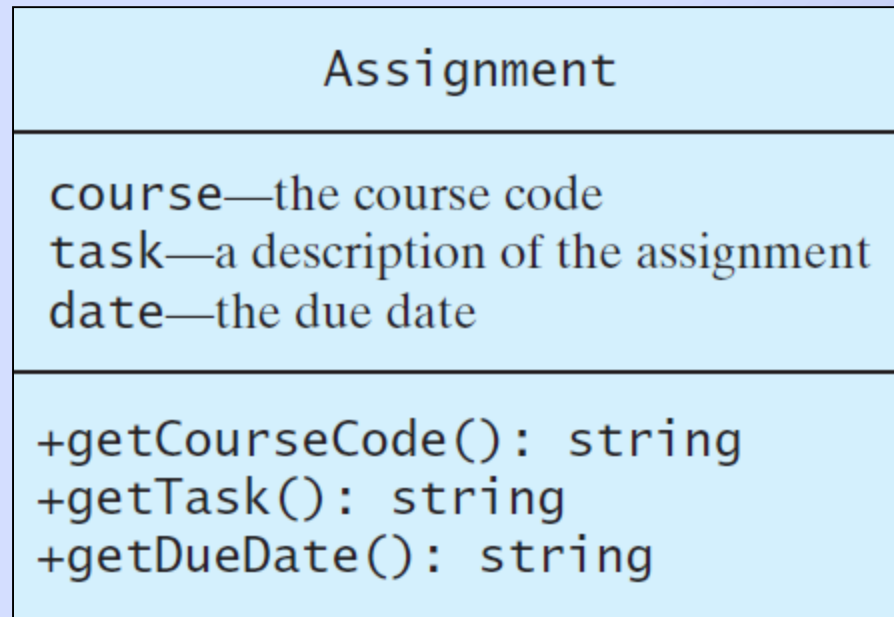 Assignment
course—the course code
task—a description of the assignment
date—the due date
+getCourseCode(): string
+getTask(): string
+getDueDate(): string